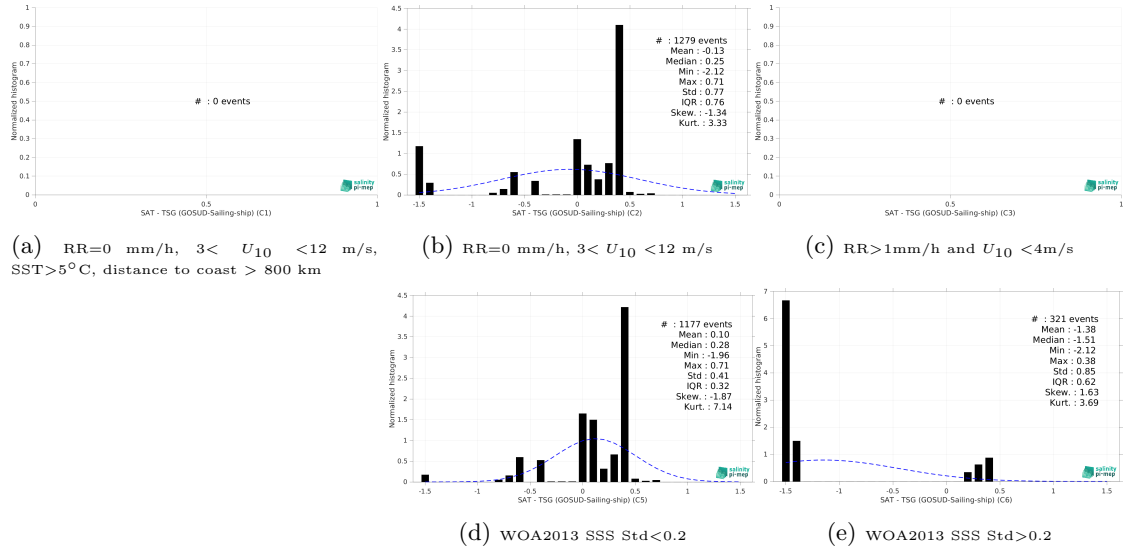 1
0.9
0.8
0.7
0.6
0.5
0.4
0.3
0.2
0.1
0
Normalized histogram
# : 0 events
salinity
pi-mep
0 0.5 1
SAT - TSG (GOSUD-Sailing-ship) (C1)
(a) RR=0 mm/h, 3< U10 <12 m/s,
SST>5°C, distance to coast > 800 km
4.5
4
3.5
3
2.5
2
1.5
1
0.5
0
Normalized histogram
# : 1279 events
Mean : -0.13
Median : 0.25
Min : -2.12
Max : 0.71
Std : 0.77
IQR : 0.76
Skew. : -1.34
Kurt. : 3.33
salinity
pi-mep
-1.5 -1 -0.5 0 0.5 1 1.5
SAT - TSG (GOSUD-Sailing-ship) (C2)
(b) RR=0 mm/h, 3< U10 <12 m/s
1
0.9
0.8
0.7
0.6
0.5
0.4
0.3
0.2
0.1
0
Normalized histogram
# : 0 events
salinity
pi-mep
0 0.5 1
SAT - TSG (GOSUD-Sailing-ship) (C3)
(c) RR>1mm/h and U10 <4m/s
4.5
4
3.5
3
2.5
2
1.5
1
0.5
0
Normalized histogram
# : 1177 events
Mean : 0.10
Median : 0.28
Min : -1.96
Max : 0.71
Std : 0.41
IQR : 0.32
Skew. : -1.87
Kurt. : 7.14
salinity
pi-mep
-1.5 -1 -0.5 0 0.5 1 1.5
SAT - TSG (GOSUD-Sailing-ship) (C5)
(d) WOA2013 SSS Std<0.2
7
6
5
4
3
2
1
0
Normalized histogram
# : 321 events
Mean : -1.38
Median : -1.51
Min : -2.12
Max : 0.38
Std : 0.85
IQR : 0.62
Skew. : 1.63
Kurt. : 3.69
salinity
pi-mep
-1.5 -1 -0.5 0 0.5 1 1.5
SAT - TSG (GOSUD-Sailing-ship) (C6)
(e) WOA2013 SSS Std>0.2